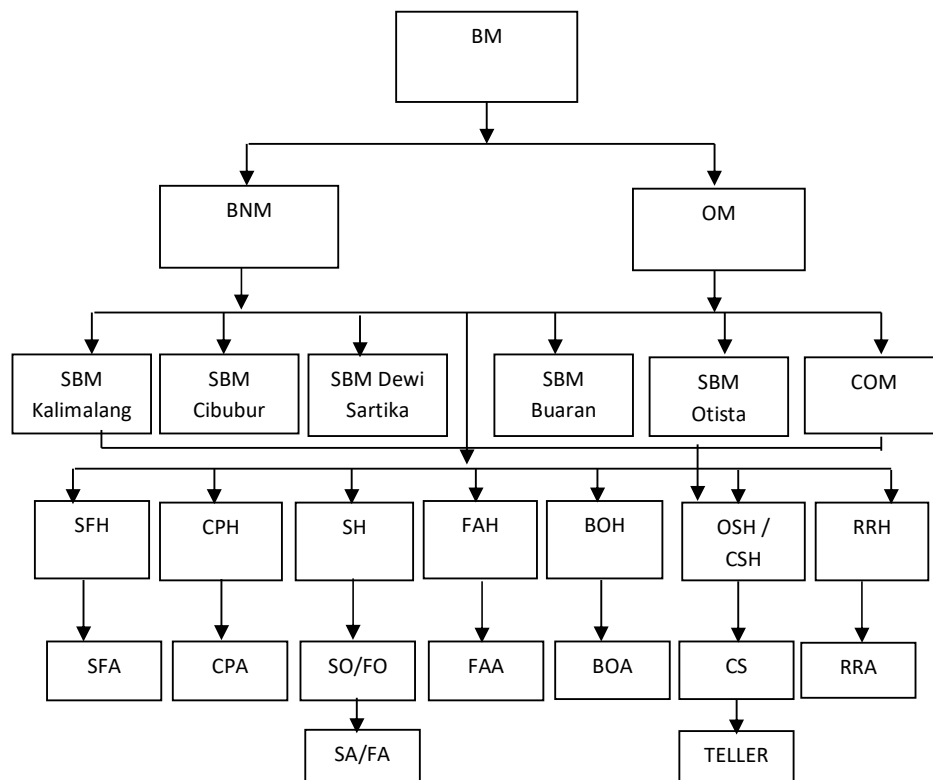 BM
BNM
OM
SBM
Kalimalang
SBM
Cibubur
SBM Dewi
Sartika
SBM
Buaran
SBM
Otista
COM
SFH
CPH
SH
FAH
BOH
OSH /
CSH
RRH
SFA
CPA
SO/FO
FAA
BOA
CS
RRA
SA/FA
TELLER